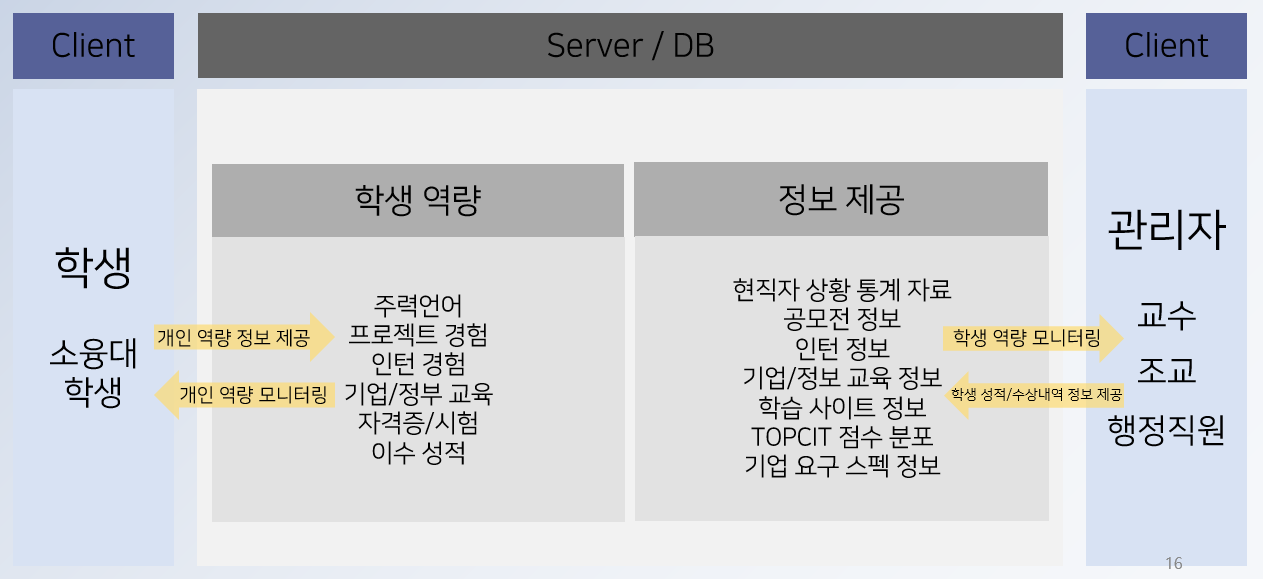 Client
Server / DB
Client
학생
소융대
학생
개인 역량 정보 제공
개인 역량 모니터링
학생 역량
주력언어
프로젝트 경험
인턴 경험
기업/정부 교육
자격증/시험
이수 성적
정보 제공
현직자 상황 통계 자료
공모전 정보
인턴 정보
기업/정보 교육 정보
학습 사이트 정보
TOPCIT 점수 분포
기업 요구 스펙 정보
학생 역량 모니터링
학생 성적/수상내역 정보 제공
관리자
교수
조교
행정직원
16